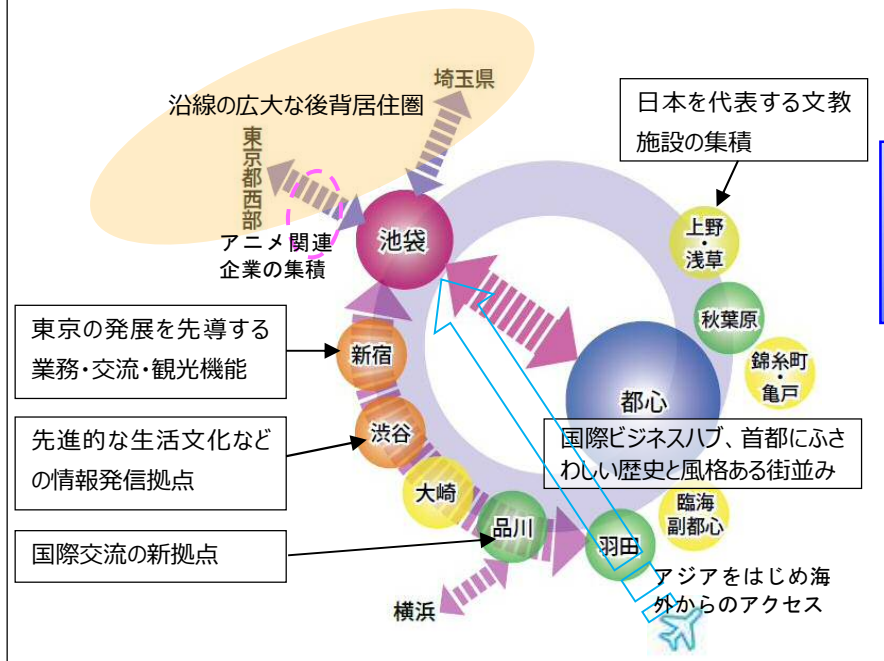 埼玉県
沿線の広大な後背居住圏
東京都西部
アニメ関連
企業の集積
池袋
日本を代表する文教
施設の集積
上野
・
浅草
秋葉原
錦糸町
・
亀戸
東京の発展を先導する
業務・交流・観光機能
新宿
都心
国際ビジネスハブ、首都にふさ
わしい歴史と風格ある街並み
先進的な生活文化など
の情報発信拠点
渋谷
大崎
品川
国際交流の新拠点
羽田
臨海
副都心
横浜
アジアをはじめ海
外からのアクセス